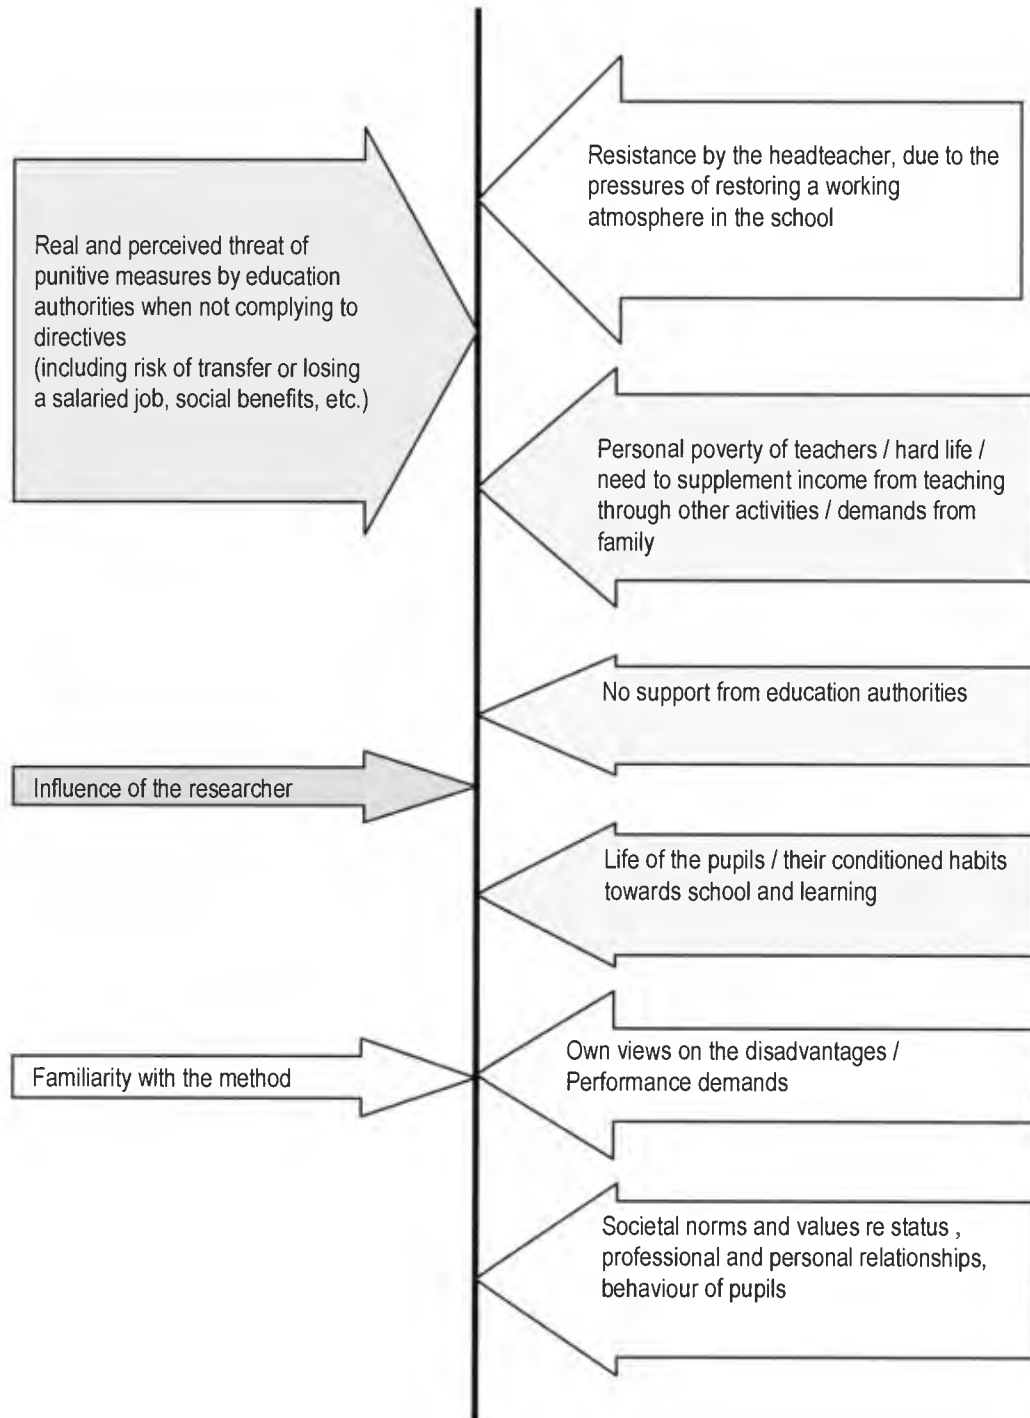 Resistance by the headteacher, due to the
pressures of restoring a working
atmosphere in the school
Real and perceived threat of
punitive measures by education
authorities when not complying to
directives
(including risk of transfer or losing
a salaried job, social benefits, etc.)
Personal poverty of teachers / hard life /
need to supplement income from teaching
through other activities / demands from
family
No support from education authorities
Influence of the researcher
Life of the pupils / their conditioned habits
towards school and learning
Own views on the disadvantages /
Performance demands
Familiarity with the method
Societal norms and values re status ,
professional and personal relationships,
behaviour of pupils